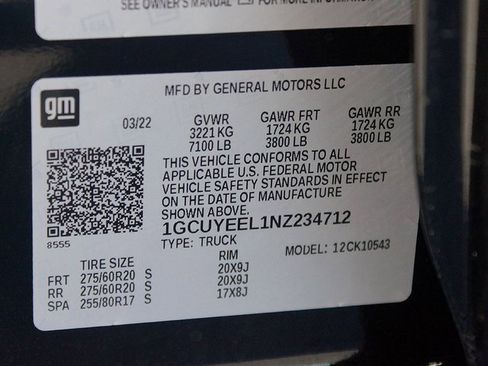 SEE OWNER'S MANUAL FOR MORE INFORMATION
gm
MFD BY GENERAL MOTORS LLC
03/22 GVWR GAWR FRT GAWR RR
3221 KG 1724 KG 1724 KG
7100 LB 3800 LB 3800 LB
THIS VEHICLE CONFORMS TO ALL
APPLICABLE U.S. FEDERAL MOTOR
VEHICLE SAFETY STANDARDS IN EFFECT
ON THE DATE OF MANUFACTURE
SHOWN ABOVE.
1GCUYEEL1NZ234712
8555
TYPE: TRUCK MODEL: 12CK10543
TIRE SIZE RIM
FRT 275/60R20 S 20X9J
RR 275/60R20 S 20X9J
SPA 255/80R17 S 17X8J